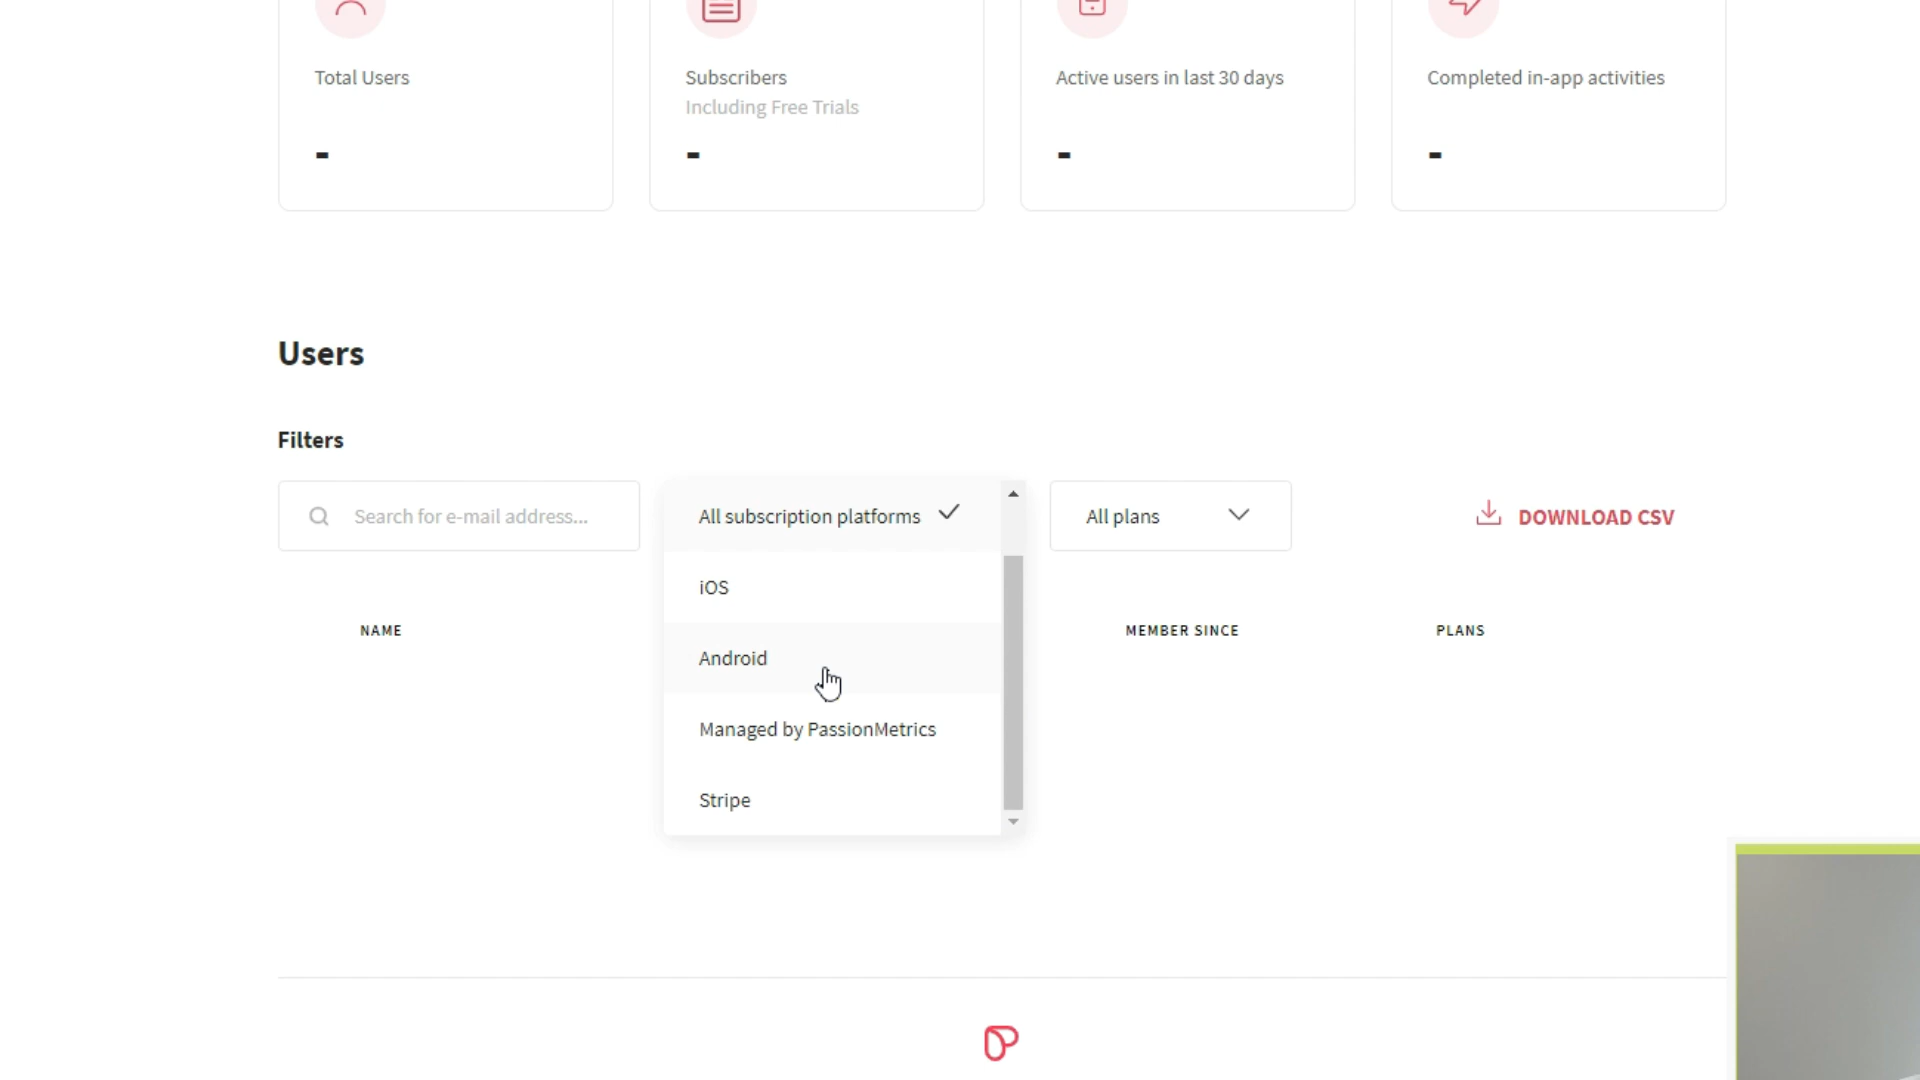 Total Users
-
Subscribers
Including Free Trials
-
Active users in last 30 days
-
Completed in-app activities
-
Users
Filters
Search for e-mail address...
All subscription platforms
iOS
Android
Managed by PassionMetrics
Stripe
All plans
DOWNLOAD CSV
NAME
MEMBER SINCE
PLANS